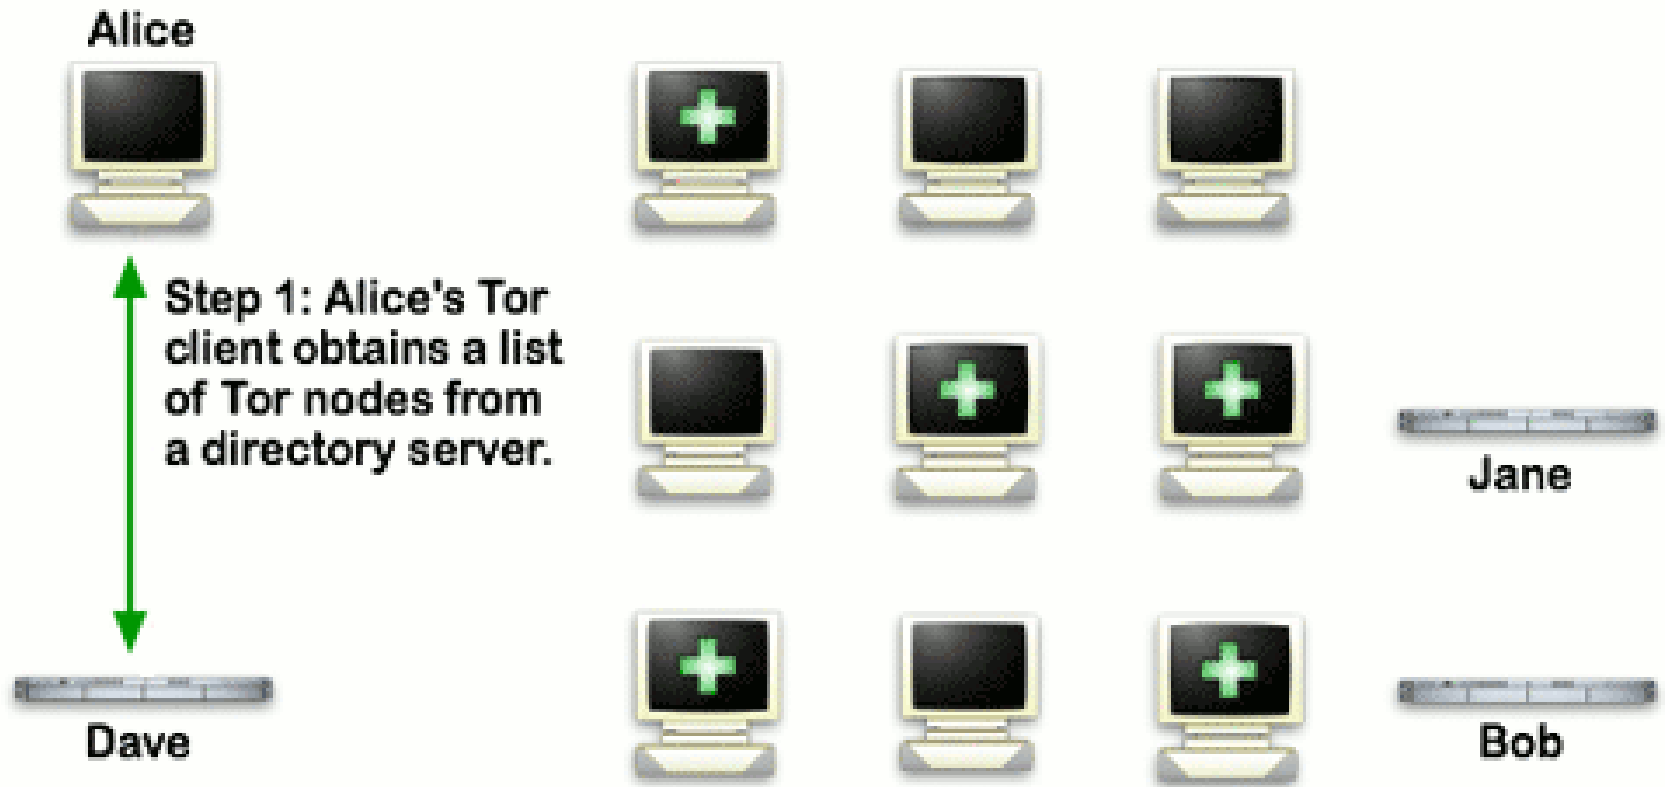 Alice
Step 1: Alice's Tor
client obtains a list
of Tor nodes from
a directory server.
Jane
Dave
Bob